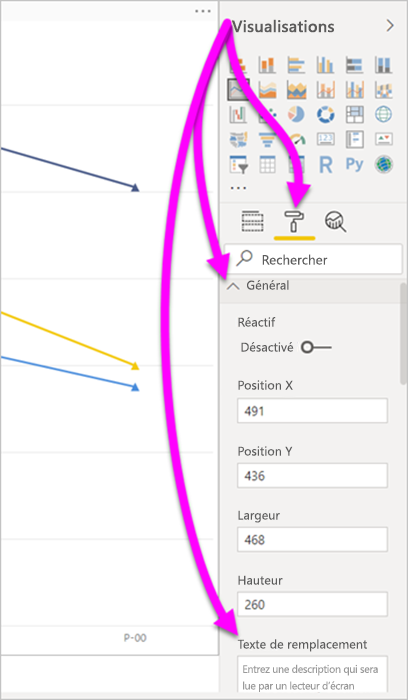 Visualisations
R
Py
Rechercher
Général
Réactif
Désactivé
Position X
491
Position Y
436
Largeur
468
Hauteur
260
P-00
Texte de remplacement
Entrez une description qui sera
lue par un lecteur d'écran